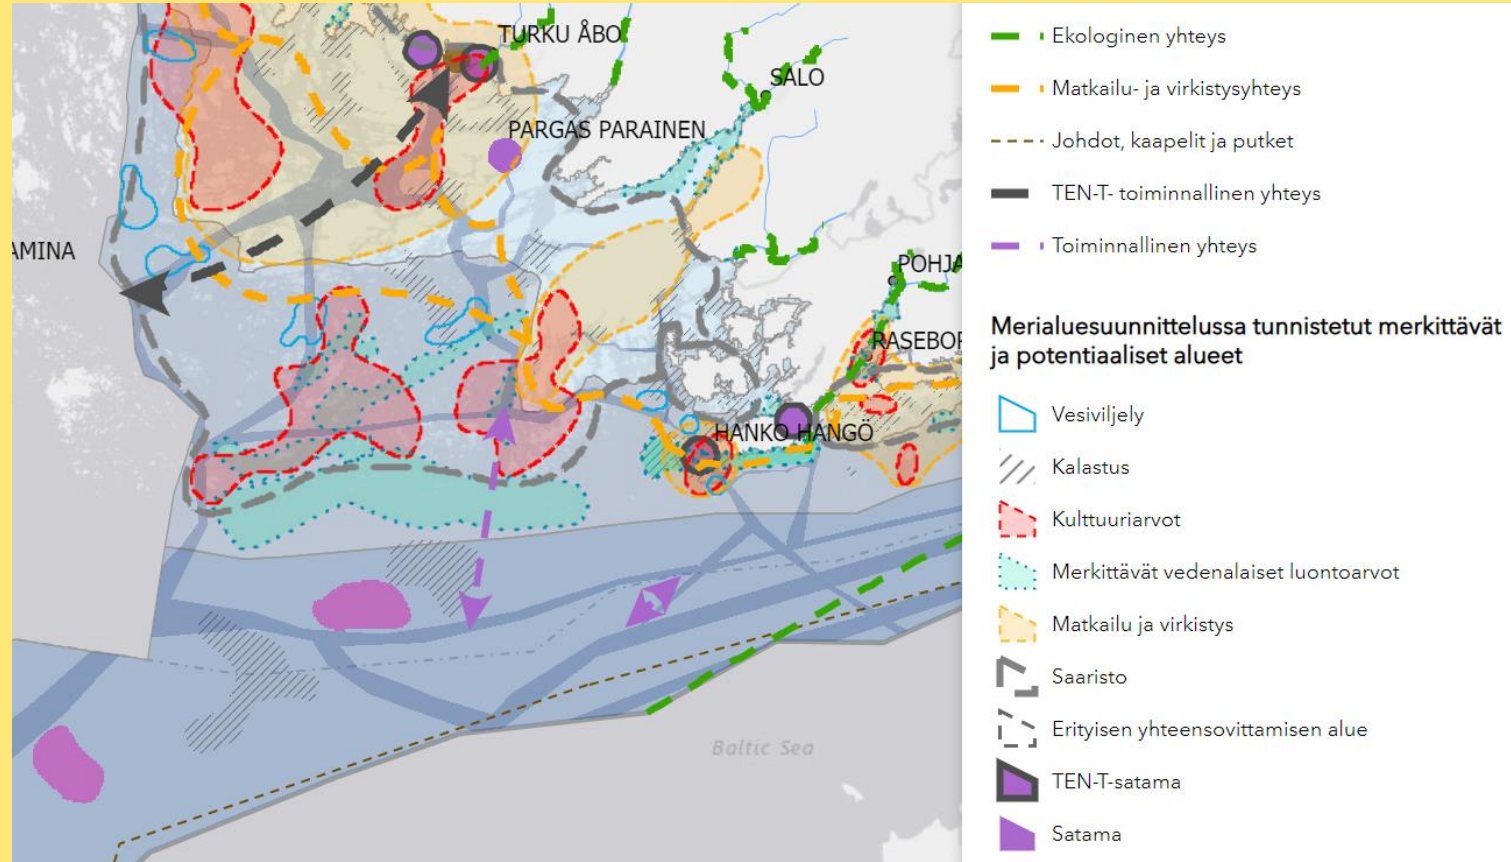 TURKU ÅBO
SALO
PARGAS PARAINEN
AMINA
POHJA
RASEBOR
HANKO HANGÖ
Baltic Sea
Ekologinen yhteys
Matkailu- ja virkistysyhteys
Johdot, kaapelit ja putket
TEN-T- toiminnallinen yhteys
Toiminnallinen yhteys
Merialuesuunnittelussa tunnistetut merkittävät
ja potentiaaliset alueet
Vesiviljely
Kalastus
Kulttuuriarvot
Merkittävät vedenalaiset luontoarvot
Matkailu ja virkistys
Saaristo
Erityisen yhteensovittamisen alue
TEN-T-satama
Satama